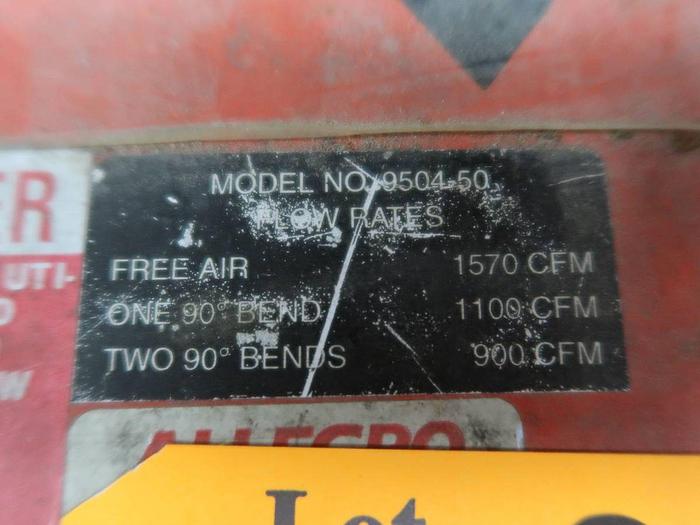 MODEL NO. 9504-50
FLOW RATES
FREE AIR 1570 CFM
ONE 90° BEND 1100 CFM
TWO 90° BENDS 900 CFM
ER
UTI-
W
ALLEGRO
Lot